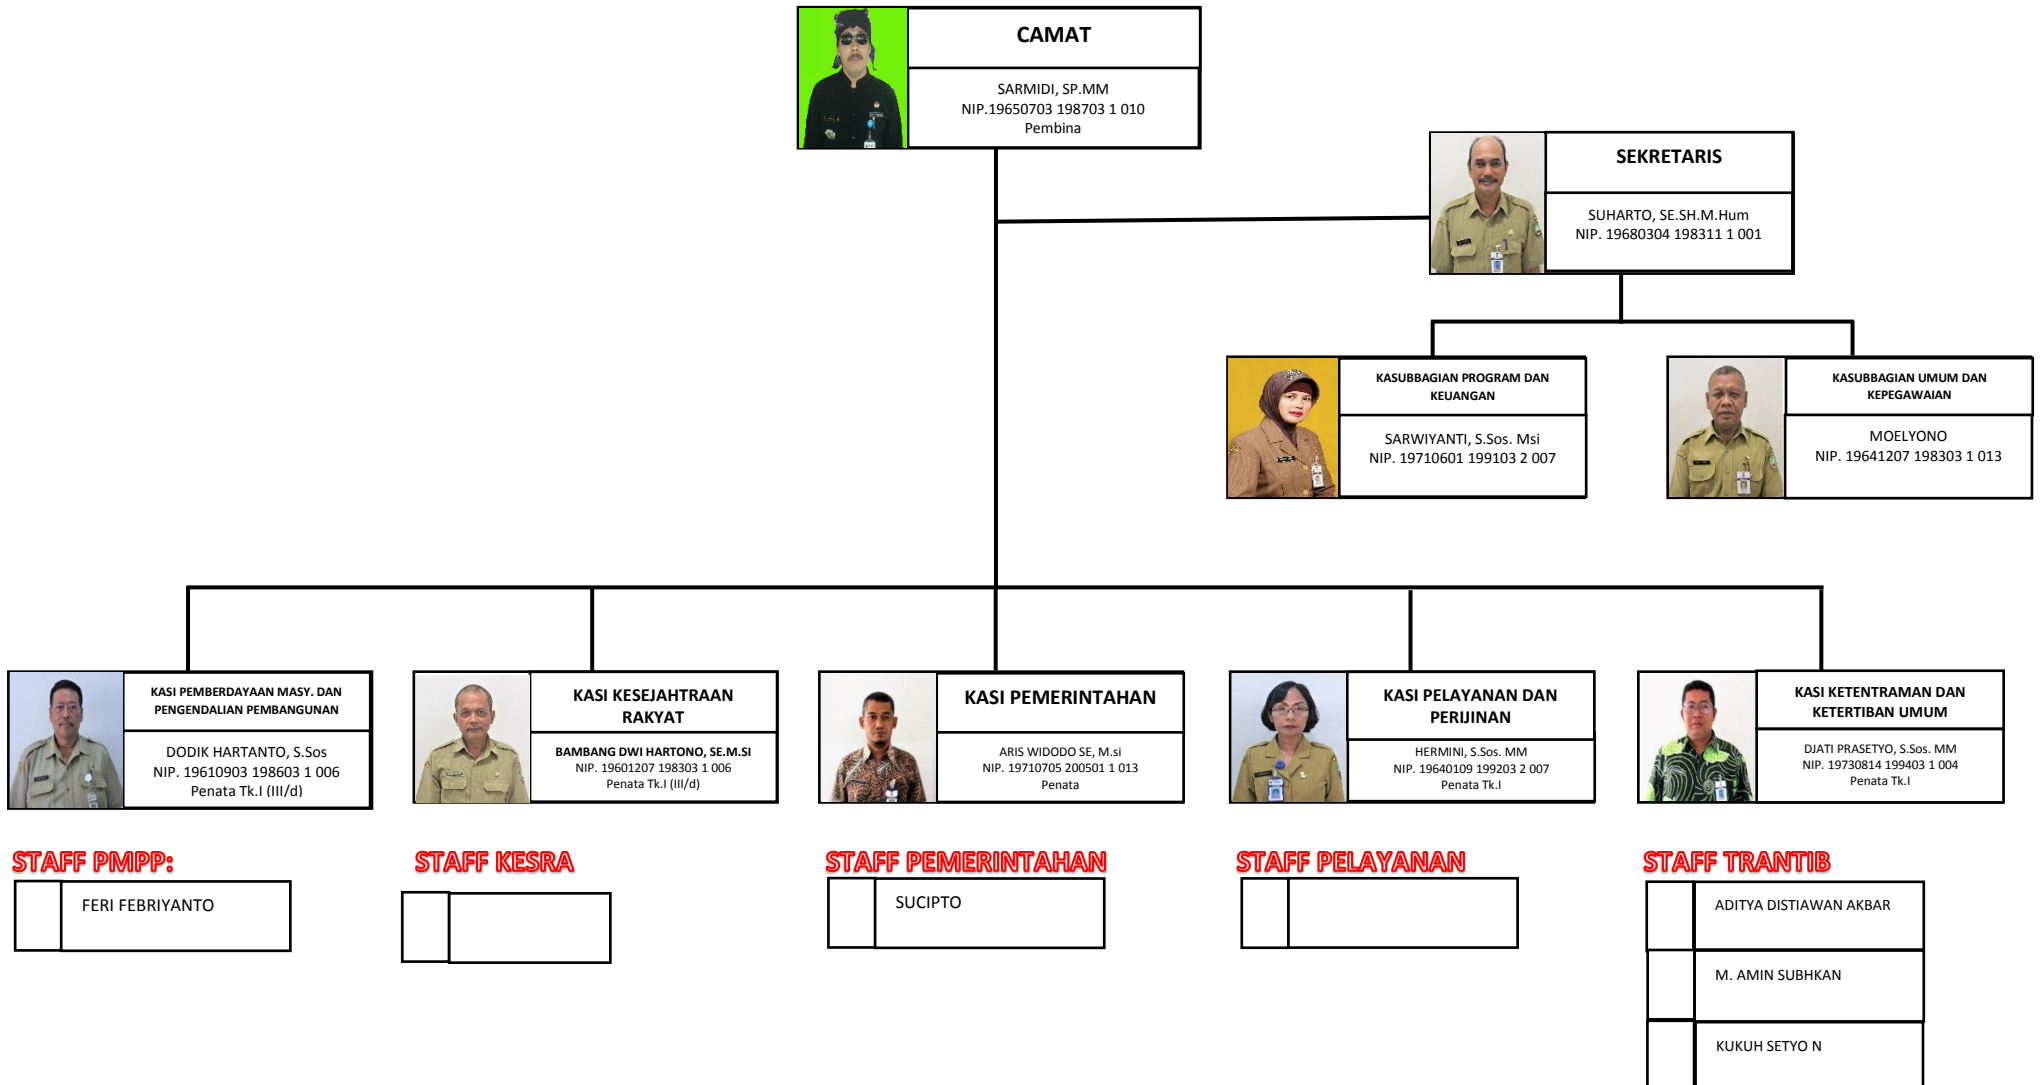 CAMAT
SARMIDI, SP.MM
NIP.19650703 198703 1 010
Pembina
SEKRETARIS
SUHARTO, SE.SH.M.Hum
NIP. 19680304 198311 1 001
KASUBBAGIAN PROGRAM DAN
KEUANGAN
SARWIYANTI, S.Sos. Msi
NIP. 19710601 199103 2 007
KASUBBAGIAN UMUM DAN
KEPEGAWAIAN
MOELYONO
NIP. 19641207 198303 1 013
KASI PEMBERDAYAAN MASY. DAN
PENGENDALIAN PEMBANGUNAN
DODIK HARTANTO, S.Sos
NIP. 19610903 198603 1 006
Penata Tk.I (III/d)
KASI KESEJAHTRAAN
RAKYAT
BAMBANG DWI HARTONO, SE.M.SI
NIP. 19601207 198303 1 006
Penata Tk.I (III/d)
KASI PEMERINTAHAN
ARIS WIDODO SE, M.si
NIP. 19710705 200501 1 013
Penata
KASI PELAYANAN DAN
PERIJINAN
HERMINI, S.Sos. MM
NIP. 19640109 199203 2 007
Penata Tk.I
KASI KETENTRAMAN DAN
KETERTIBAN UMUM
DJATI PRASETYO, S.Sos. MM
NIP. 19730814 199403 1 004
Penata Tk.I
STAFF PMPP:
FERI FEBRIYANTO
STAFF KESRA
STAFF PEMERINTAHAN
SUCIPTO
STAFF PELAYANAN
STAFF TRANTIB
ADITYA DISTIAWAN AKBAR
M. AMIN SUBHKAN
KUKUH SETYO N